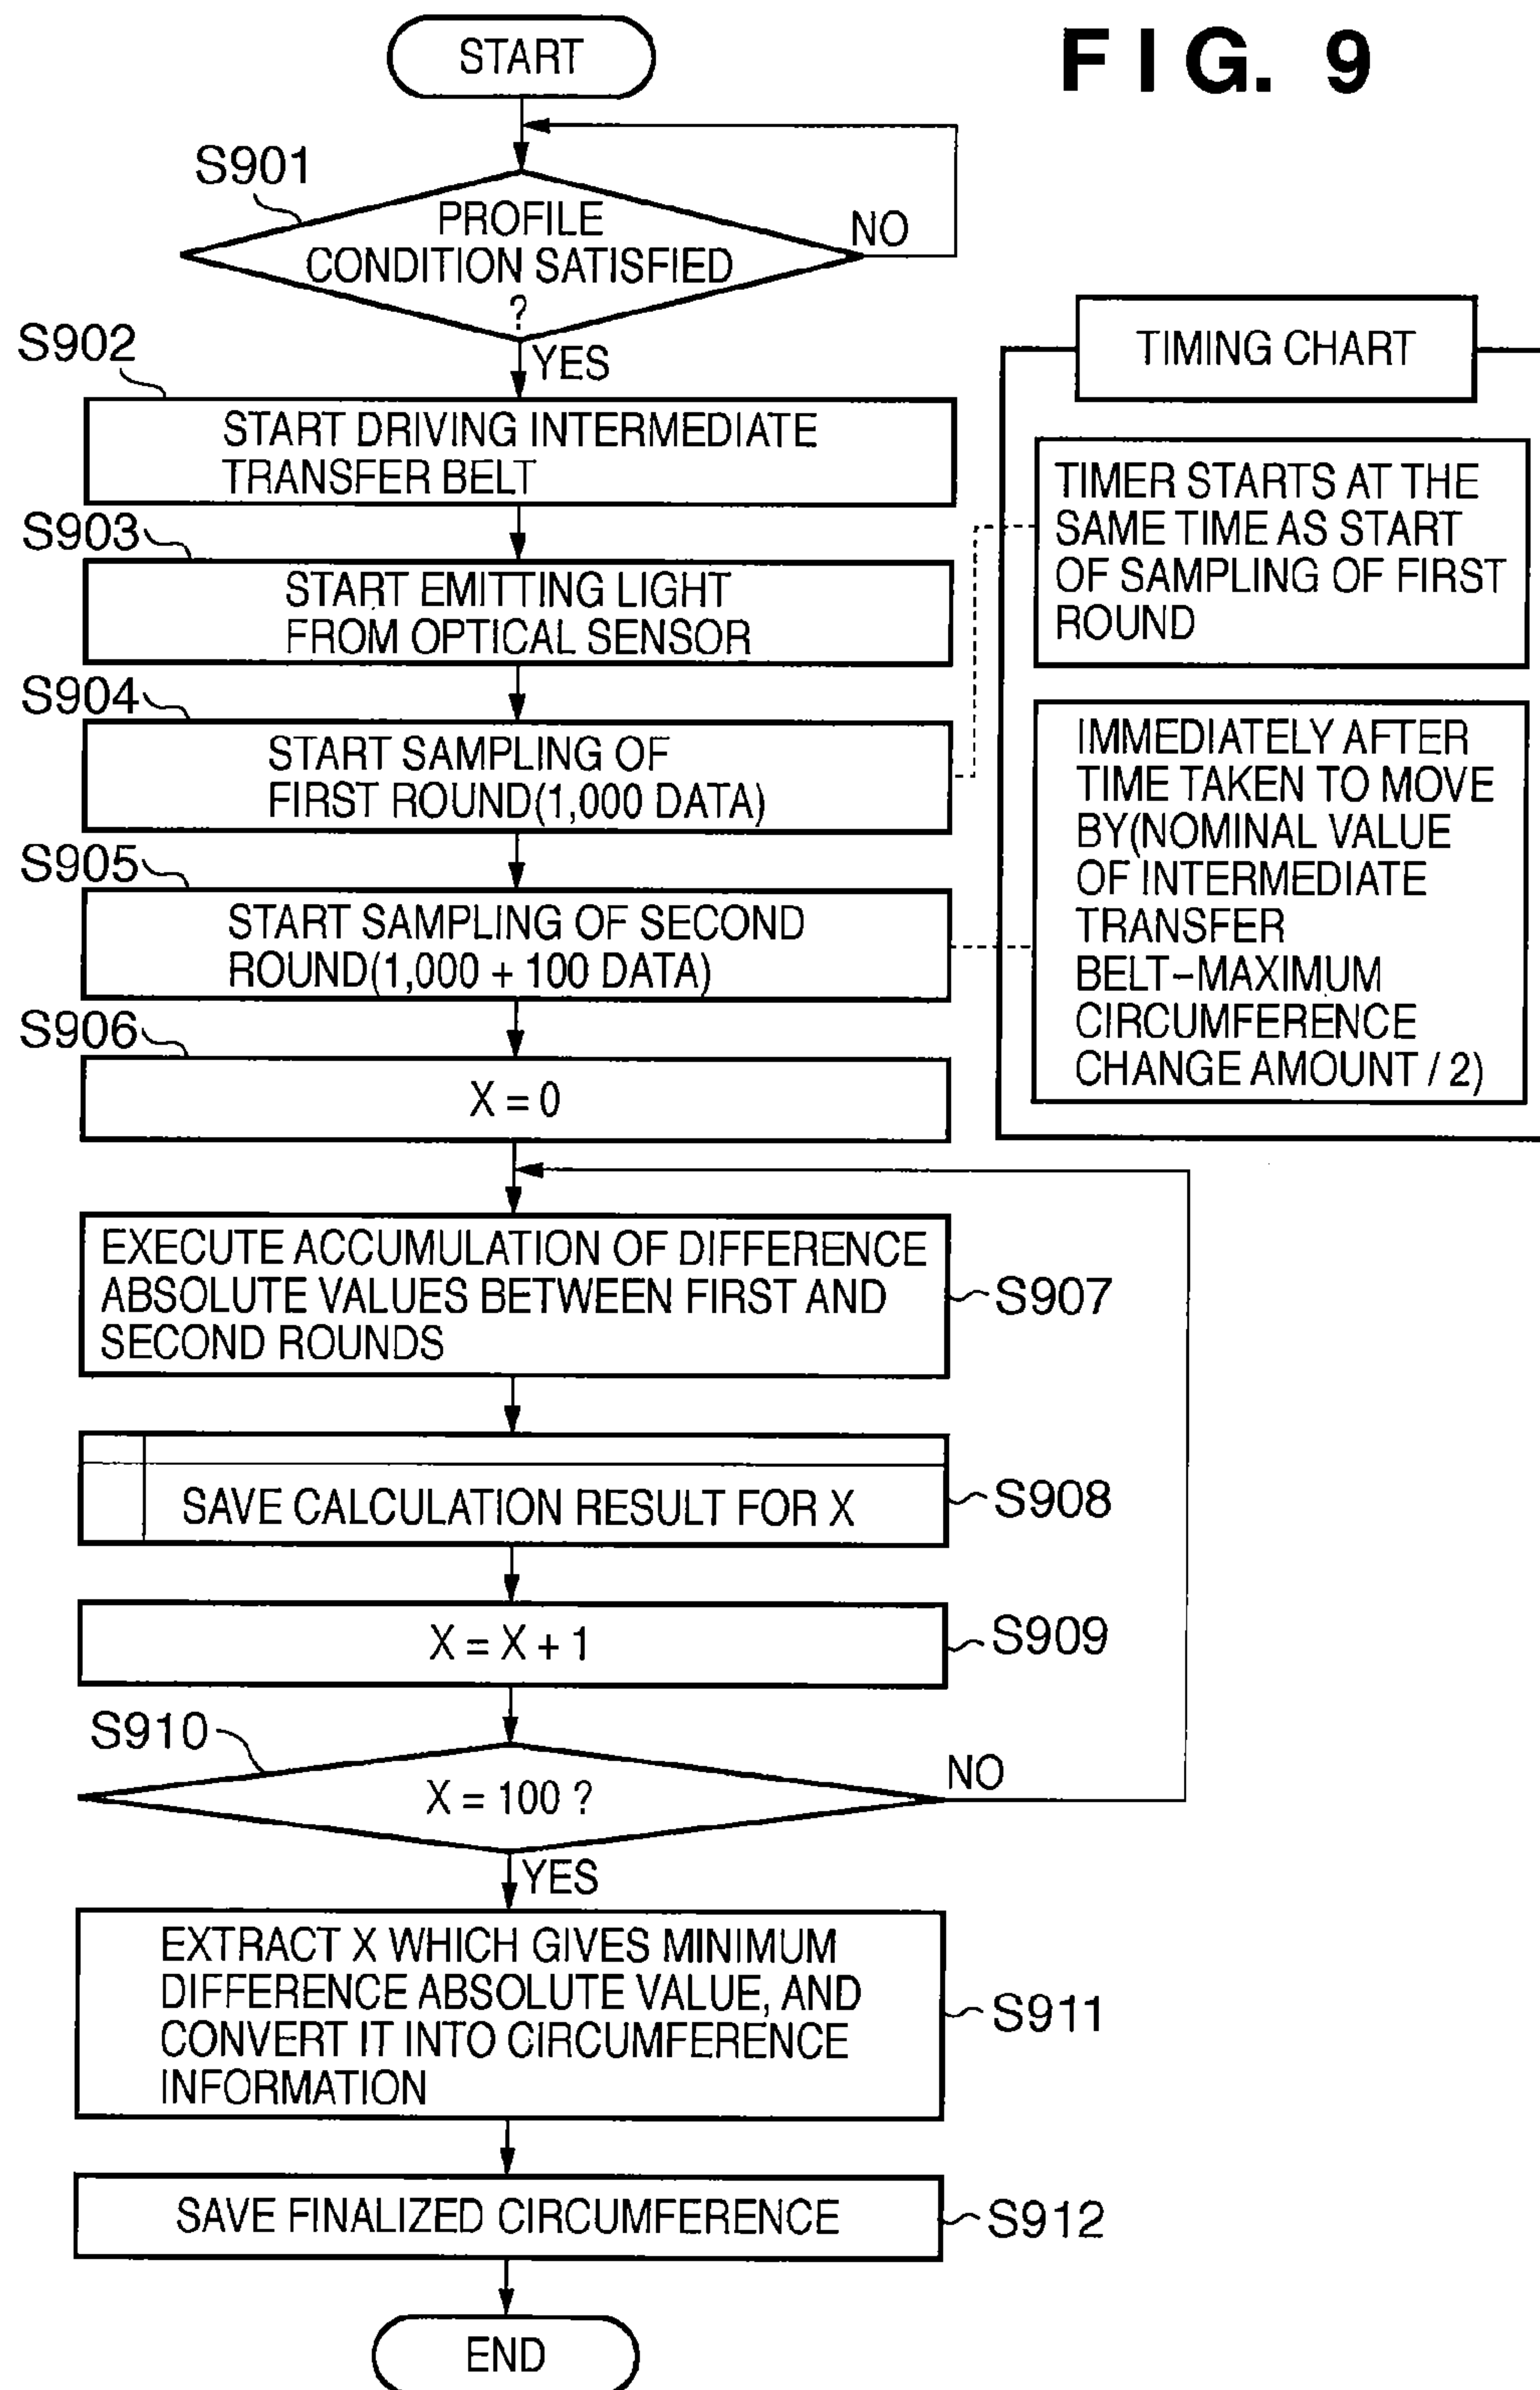 FIG. 9
START
S901
PROFILE
CONDITION SATISFIED
?
NO
YES
S902
START DRIVING INTERMEDIATE
TRANSFER BELT
S903
START EMITTING LIGHT
FROM OPTICAL SENSOR
S904
START SAMPLING OF
FIRST ROUND(1,000 DATA)
S905
START SAMPLING OF SECOND
ROUND(1,000 + 100 DATA)
TIMING CHART
TIMER STARTS AT THE
SAME TIME AS START
OF SAMPLING OF FIRST
ROUND
IMMEDIATELY AFTER
TIME TAKEN TO MOVE
BY(NOMINAL VALUE
OF INTERMEDIATE
TRANSFER
BELT-MAXIMUM
CIRCUMFERENCE
CHANGE AMOUNT / 2)
S906
X = 0
EXECUTE ACCUMULATION OF DIFFERENCE
ABSOLUTE VALUES BETWEEN FIRST AND
SECOND ROUNDS
S907
SAVE CALCULATION RESULT FOR X
S908
X = X + 1
S909
S910
X = 100 ?
NO
YES
EXTRACT X WHICH GIVES MINIMUM
DIFFERENCE ABSOLUTE VALUE, AND
CONVERT IT INTO CIRCUMFERENCE
INFORMATION
S911
SAVE FINALIZED CIRCUMFERENCE
S912
END